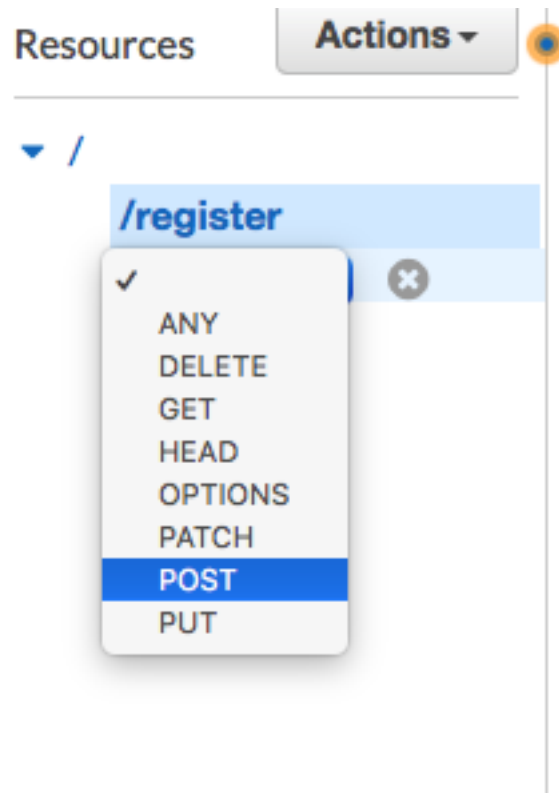 Resources
Actions
/
/register
ANY
DELETE
GET
HEAD
OPTIONS
PATCH
POST
PUT